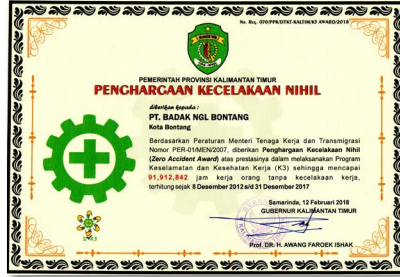 No. Reg. 070/PPK/DTKT-KALTIM/KF AWARD/2018
PEMERINTAH PROVINSI KALIMANTAN TIMUR
PENGHARGAAN KECELAKAAN NIHIL
diberikan kepada :
PT. BADAK NGL BONTANG
Kota Bontang
Berdasarkan Peraturan Menteri Tenaga Kerja dan Transmigrasi
Nomor PER-01/MEN/2007, diberikan Penghargaan Kecelakaan Nihil
(Zero Accident Award) atas prestasinya dalam melaksanakan Program
Keselamatan dan Kesehatan Kerja (K3) sehingga mencapai
91,912,842 jam kerja orang tanpa kecelakaan kerja,
terhitung sejak 8 Desember 2012 s/d 31 Desember 2017
Samarinda, 12 Februari 2018
GUBERNUR KALIMANTAN TIMUR
Prof. DR. H. AWANG FAROEK ISHAK